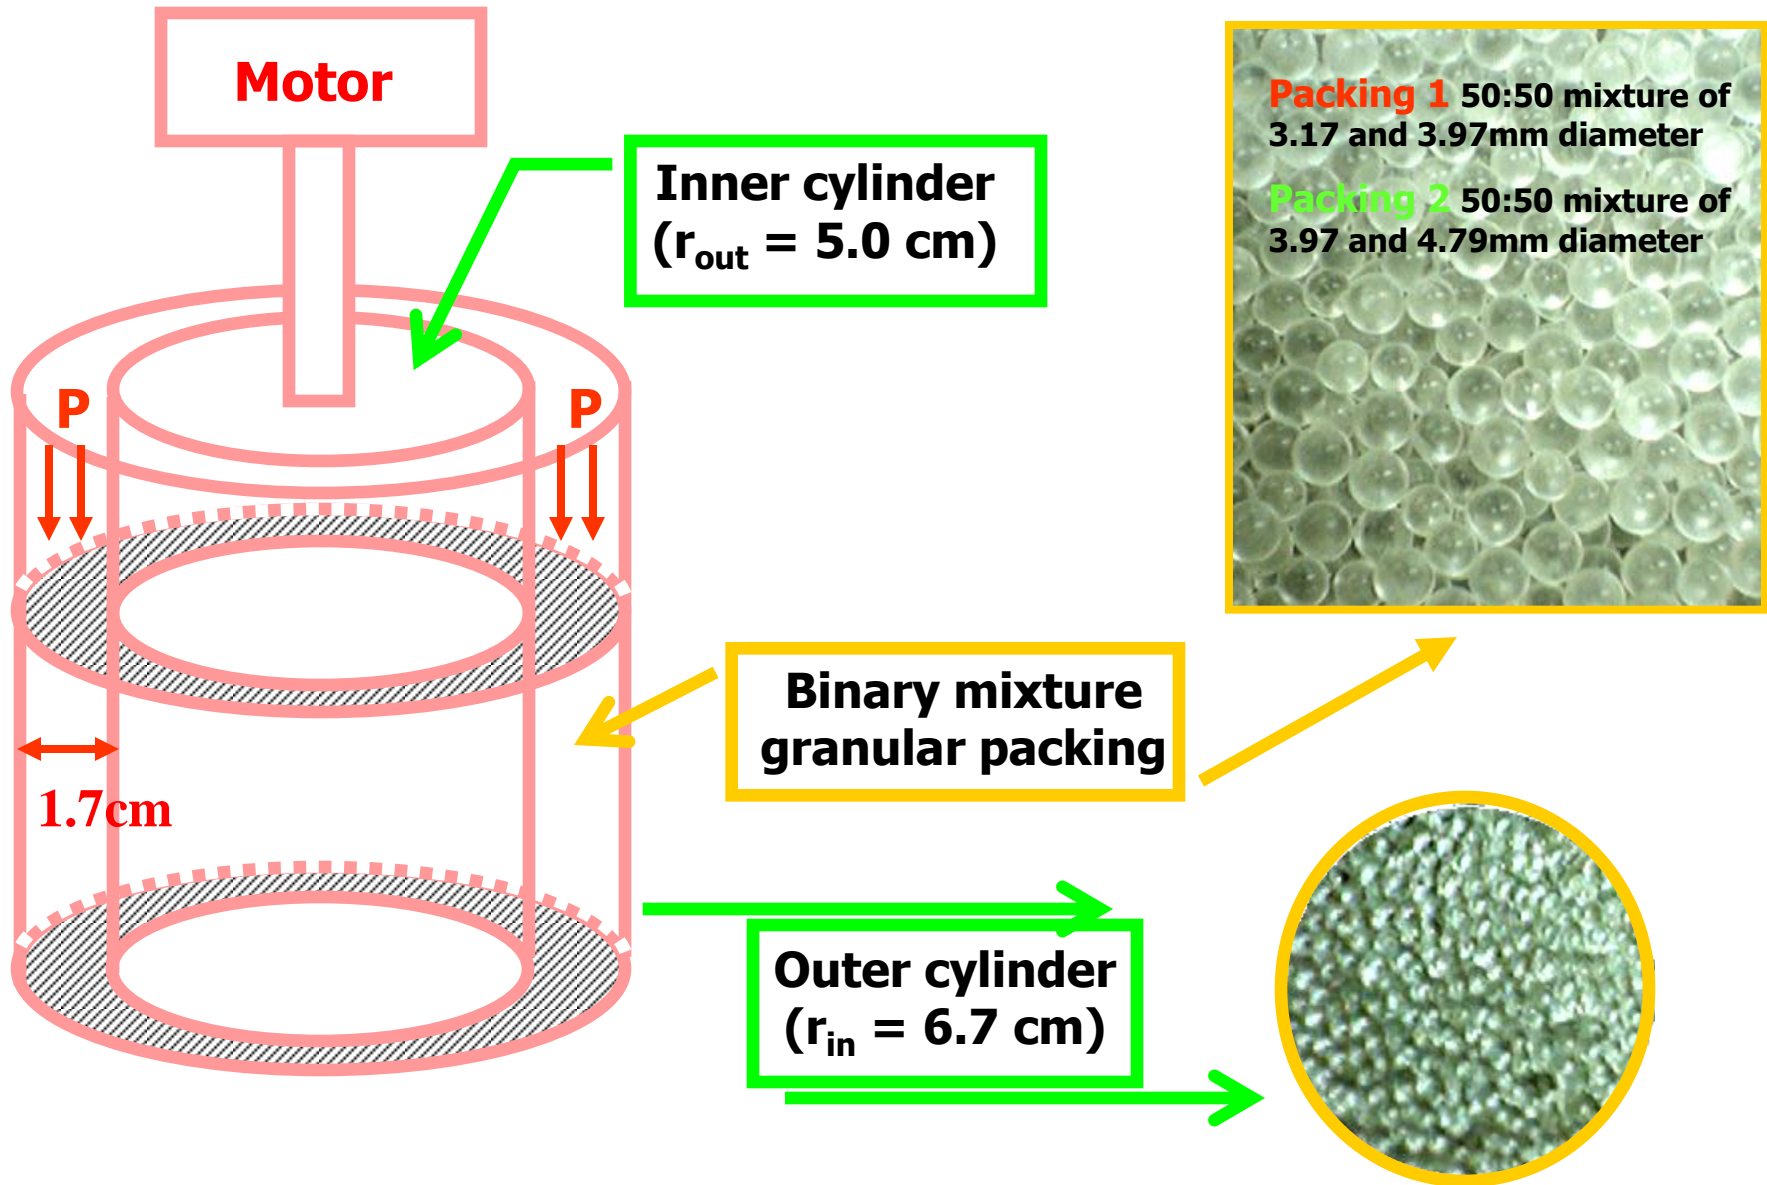 Motor
Packing 1 50:50 mixture of
3.17 and 3.97mm diameter
Packing 2 50:50 mixture of
3.97 and 4.79mm diameter
Inner cylinder
(rout = 5.0 cm)
P
P
Binary mixture
granular packing
1.7cm
Outer cylinder
(rin = 6.7 cm)